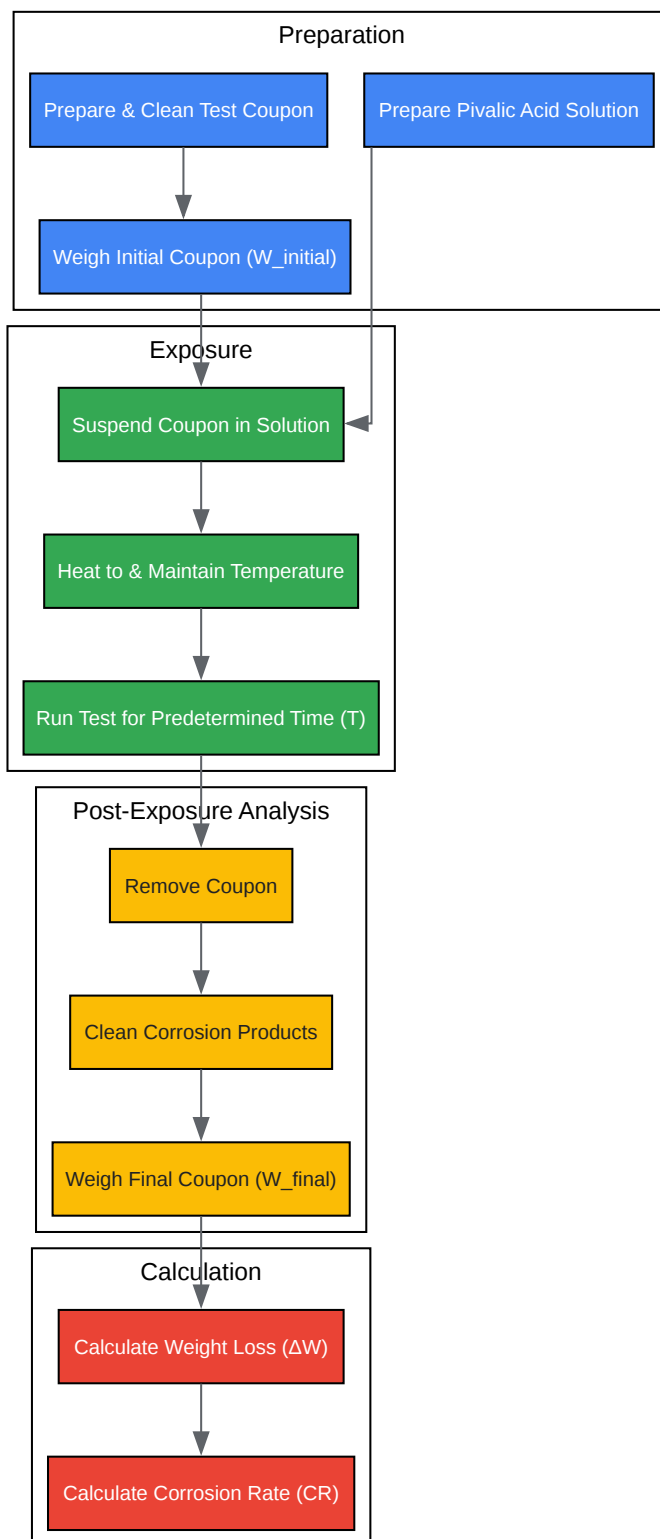 Preparation
Prepare & Clean Test Coupon
Prepare Pivalic Acid Solution
Weigh Initial Coupon (W_initial)
Exposure
Suspend Coupon in Solution
Heat to & Maintain Temperature
Run Test for Predetermined Time (T)
Post-Exposure Analysis
Remove Coupon
Clean Corrosion Products
Weigh Final Coupon (W_final)
Calculation
Calculate Weight Loss (ΔW)
Calculate Corrosion Rate (CR)